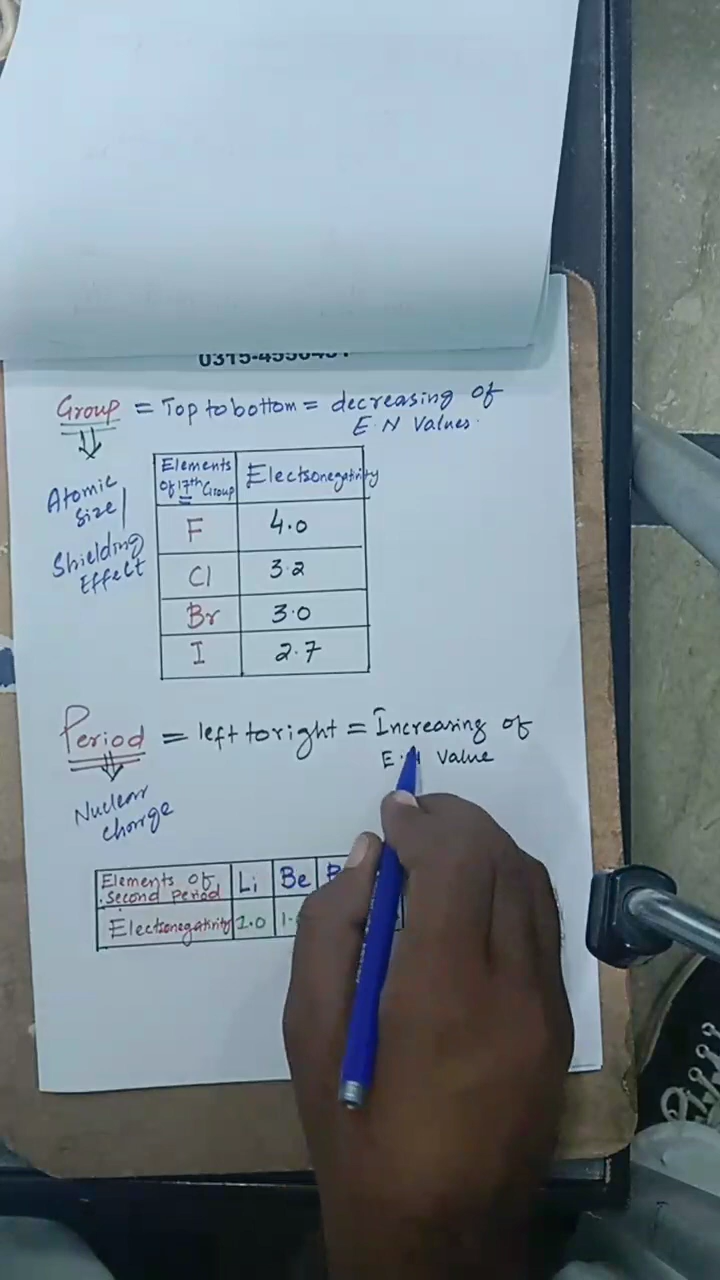 Group = Top to bottom = decreasing of
E.N Values.
Atomic
Size/
Shielding
Effect
Elements
of 17th Group
Electronegativity
F 4.0
Cl 3.2
Br 3.0
I 2.7
Period = left to right = Increasing of
Value
Nuclear
charge
Elements of
second Period
Li Be
Electronegativity 1.0